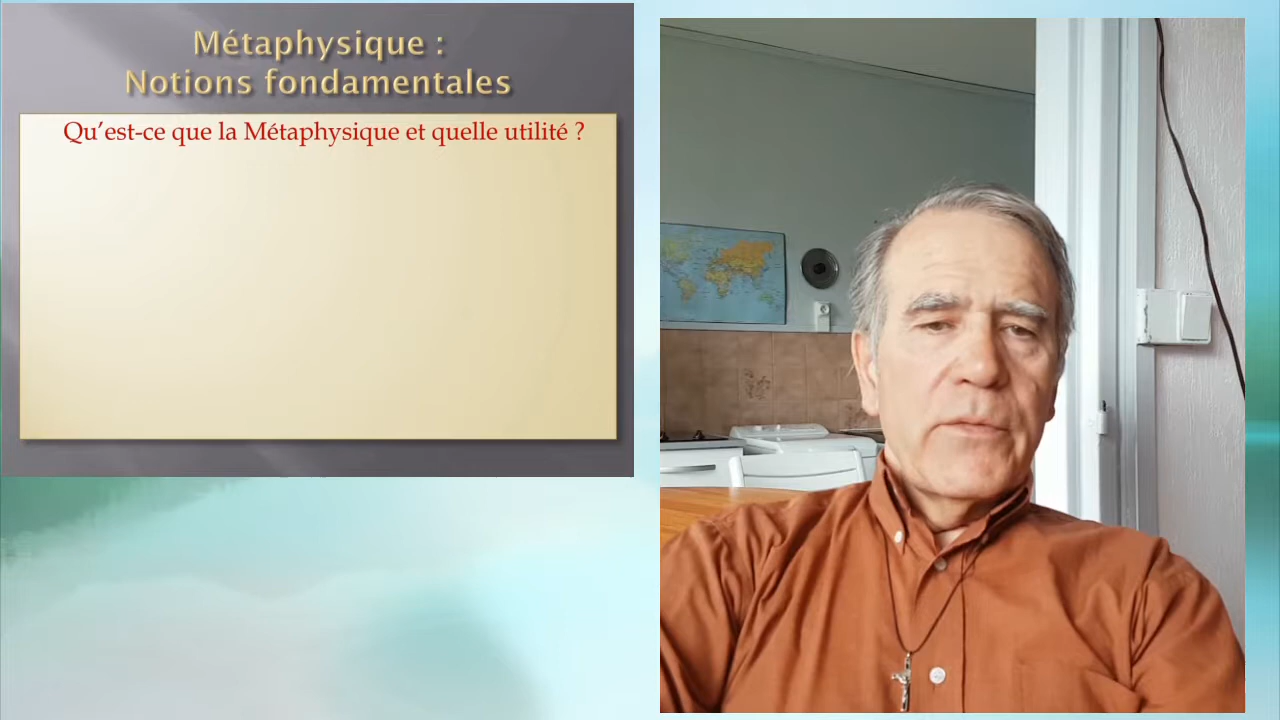 Métaphysique :
Notions fondamentales
Qu’est-ce que la Métaphysique et quelle utilité ?